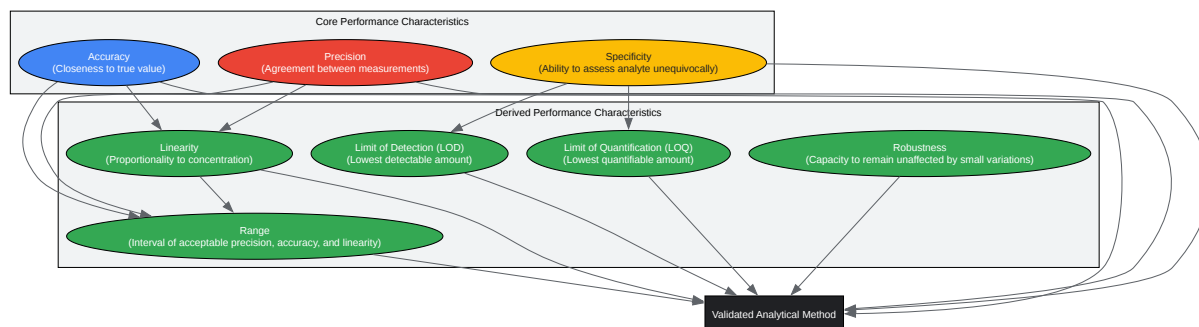 Core Performance Characteristics
Accuracy
(Closeness to true value)
Precision
(Agreement between measurements)
Specificity
(Ability to assess analyte unequivocally)
Derived Performance Characteristics
Linearity
(Proportionality to concentration)
Limit of Detection (LOD)
(Lowest detectable amount)
Limit of Quantification (LOQ)
(Lowest quantifiable amount)
Robustness
(Capacity to remain unaffected by small variations)
Range
(Interval of acceptable precision, accuracy, and linearity)
Validated Analytical Method